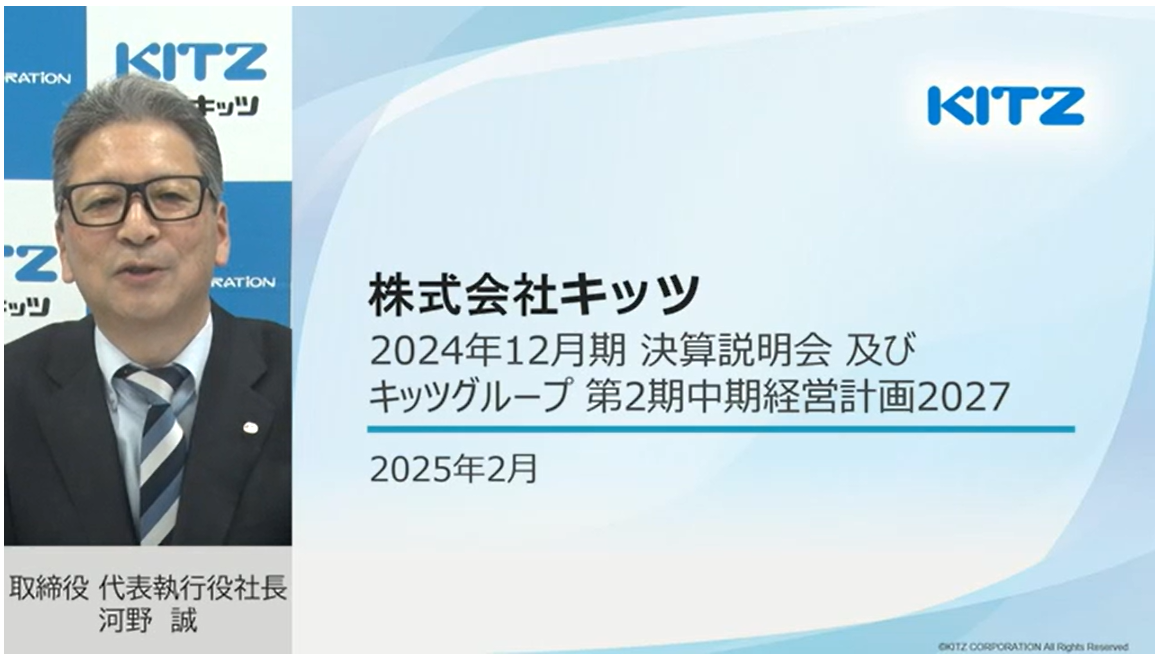 RATION
KITZ
キッツ
TZ
キッツ
RATION
取締役 代表執行役社長
河野 誠
KITZ
株式会社キッツ
2024年12月期 決算説明会 及び
キッツグループ 第2期中期経営計画2027
2025年2月
©KITZ CORPORATION All Rights Reserved